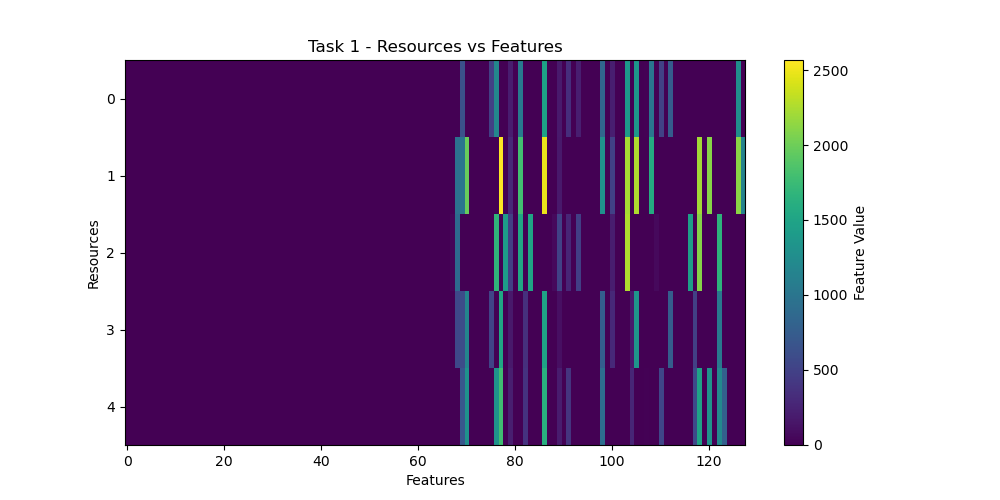 Task 1 - Resources vs Features
Resources
0
1
2
3
4
0 20 40 60 80 100 120
Features
2500
2000
1500
1000
500
0
Feature Value